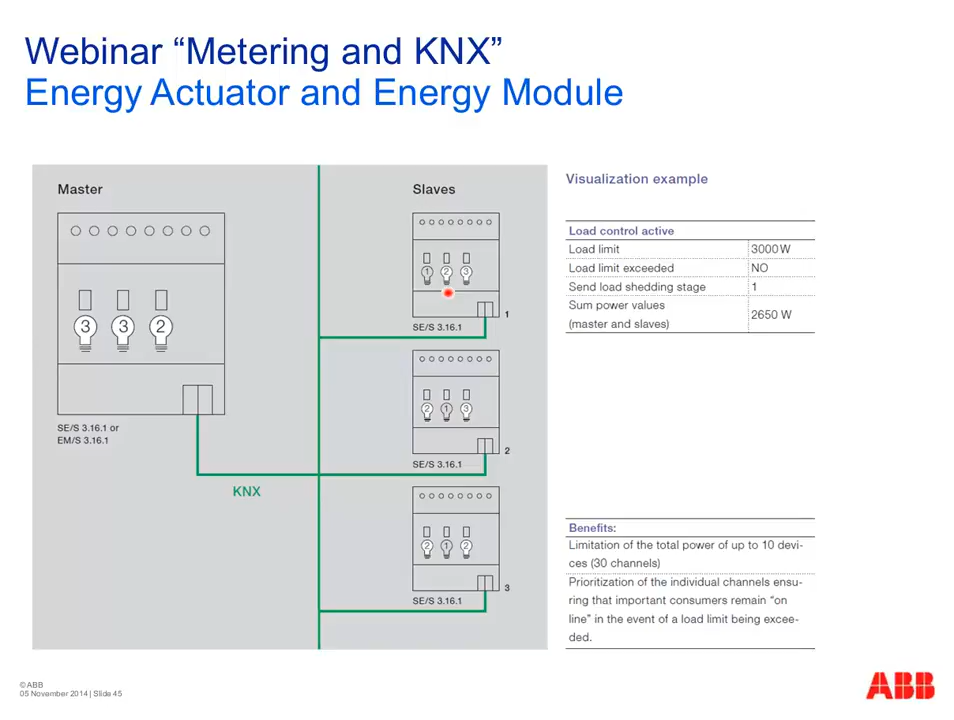 Webinar “Metering and KNX”
Energy Actuator and Energy Module
Master
3 3 2
SE/S 3.16.1 or
EM/S 3.16.1
KNX
Slaves
1 2 3
1
SE/S 3.16.1
2 1 3
2
SE/S 3.16.1
2 1 2
3
SE/S 3.16.1
Visualization example
Load control active
Load limit 3000 W
Load limit exceeded NO
Send load shedding stage 1
Sum power values
(master and slaves) 2650 W
Benefits:
Limitation of the total power of up to 10 devi-
ces (30 channels)
Prioritization of the individual channels ensu-
ring that important consumers remain “on
line” in the event of a load limit being excee-
ded.
© ABB
05 November 2014 | Slide 45
ABB